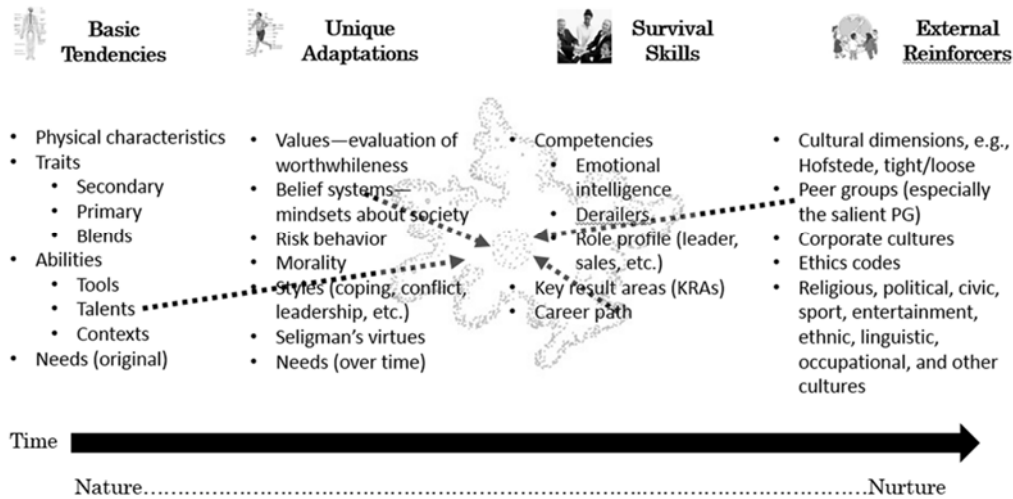 Basic
Tendencies
Unique
Adaptations
Survival
Skills
External
Reinforcers
• Physical characteristics
• Traits
• Secondary
• Primary
• Blends
• Abilities
• Tools
• Talents
• Contexts
• Needs (original)
• Values—evaluation of
worthwhileness
• Belief systems—
mindsets about society
• Risk behavior
• Morality
• Styles (coping, conflict,
leadership, etc.)
• Seligman's virtues
• Needs (over time)
• Competencies
• Emotional
intelligence
• Derailers
• Role profile (leader,
sales, etc.)
• Key result areas (KRAs)
• Career path
• Cultural dimensions, e.g.,
Hofstede, tight/loose
• Peer groups (especially
the salient PG)
• Corporate cultures
• Ethics codes
• Religious, political, civic,
sport, entertainment,
ethnic, linguistic,
occupational, and other
cultures
Time
Nature
Nurture